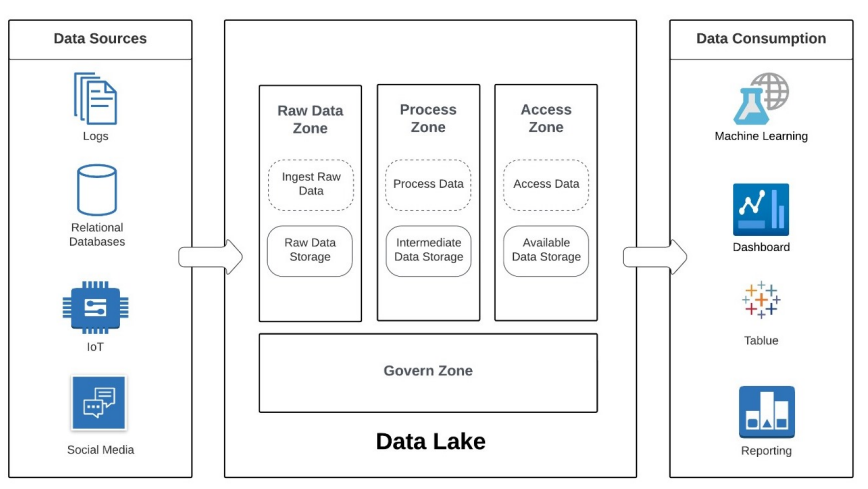 Data Sources
Logs
Relational
Databases
IoT
Social Media
Raw Data
Zone
Ingest Raw
Data
Raw Data
Storage
Process
Zone
Process Data
Intermediate
Data Storage
Access
Zone
Access Data
Available
Data Storage
Govern Zone
Data Lake
Data Consumption
Machine Learning
Dashboard
Tablue
Reporting